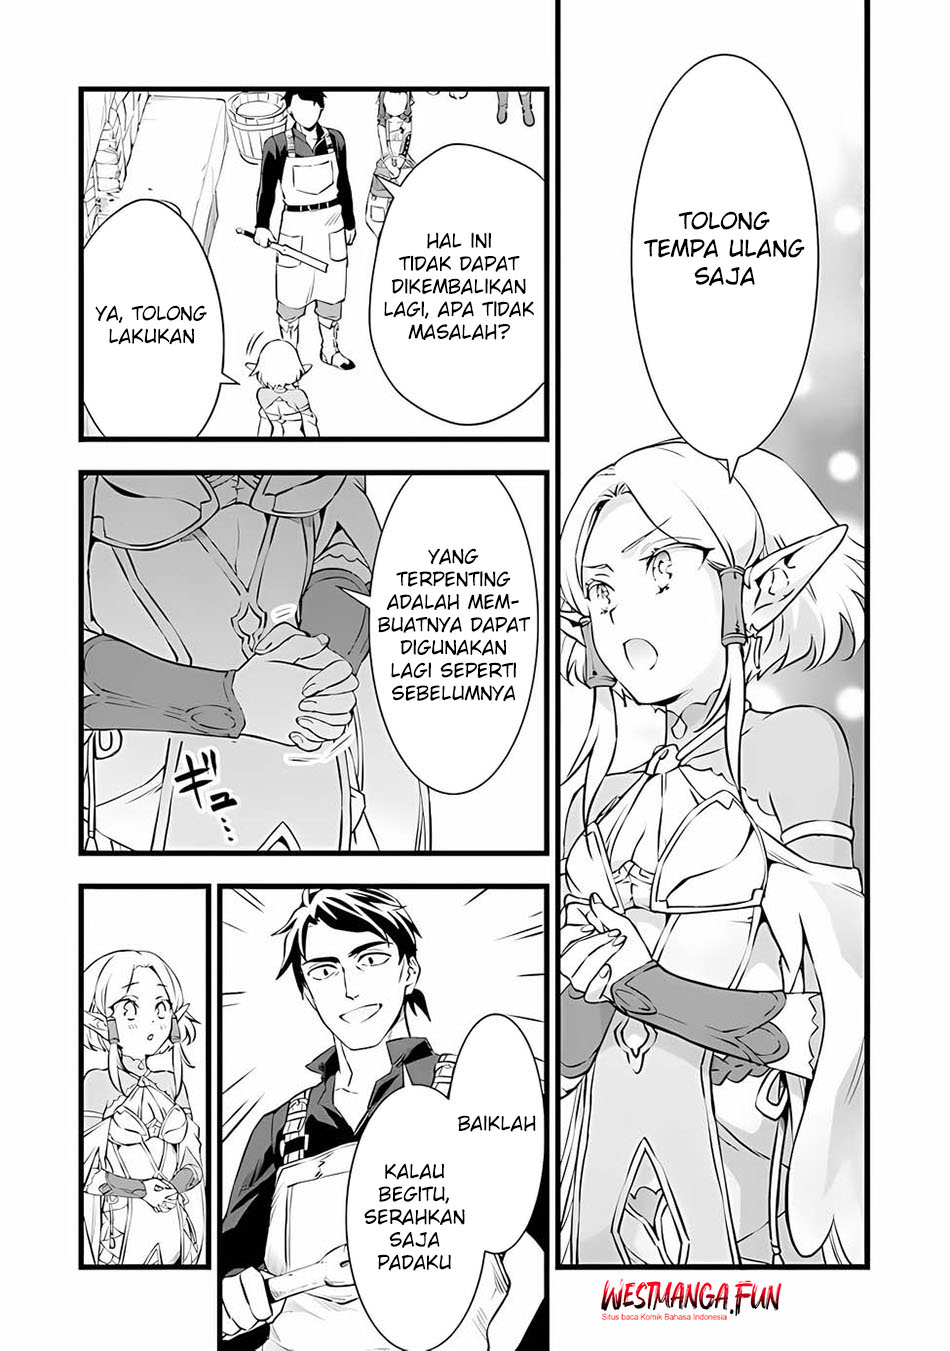 TOLONG
TEMPA ULANG
SAJA
HAL INI
TIDAK DAPAT
DIKEMBALIKAN
LAGI, APA TIDAK
MASALAH?
YA, TOLONG
LAKUKAN
YANG
TERPENTING
ADALAH MEM-
BUATNYA DAPAT
DIGUNAKAN
LAGI SEPERTI
SEBELUMNYA
ギュ...
BAIKLAH
KALAU
BEGITU,
SERAHKAN
SAJA
PADAKU
WESTMANGA.FUN
Situs baca Komik Bahasa Indonesia